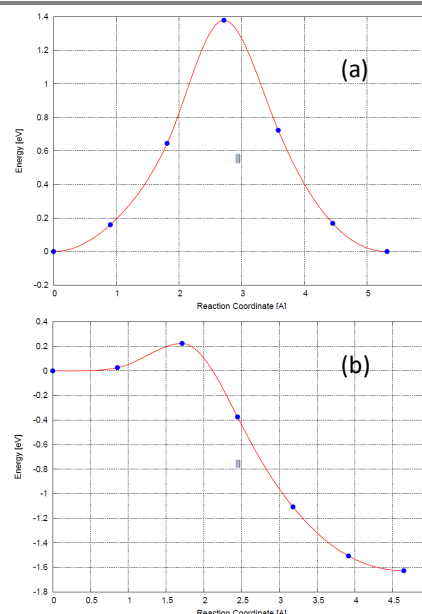 1.4
1.2
(a)
1
0.8
Energy [eV]
0.6
0.4
0.2
0
-0.2
0 1 2 3 4 5
Reaction Coordinate [A]
0.4
0.2
(b)
0
-0.2
-0.4
Energy [eV]
-0.6
-0.8
-1
-1.2
-1.4
-1.6
-1.8
0 0.5 1 1.5 2 2.5 3 3.5 4 4.5
Reaction Coordinate [A]